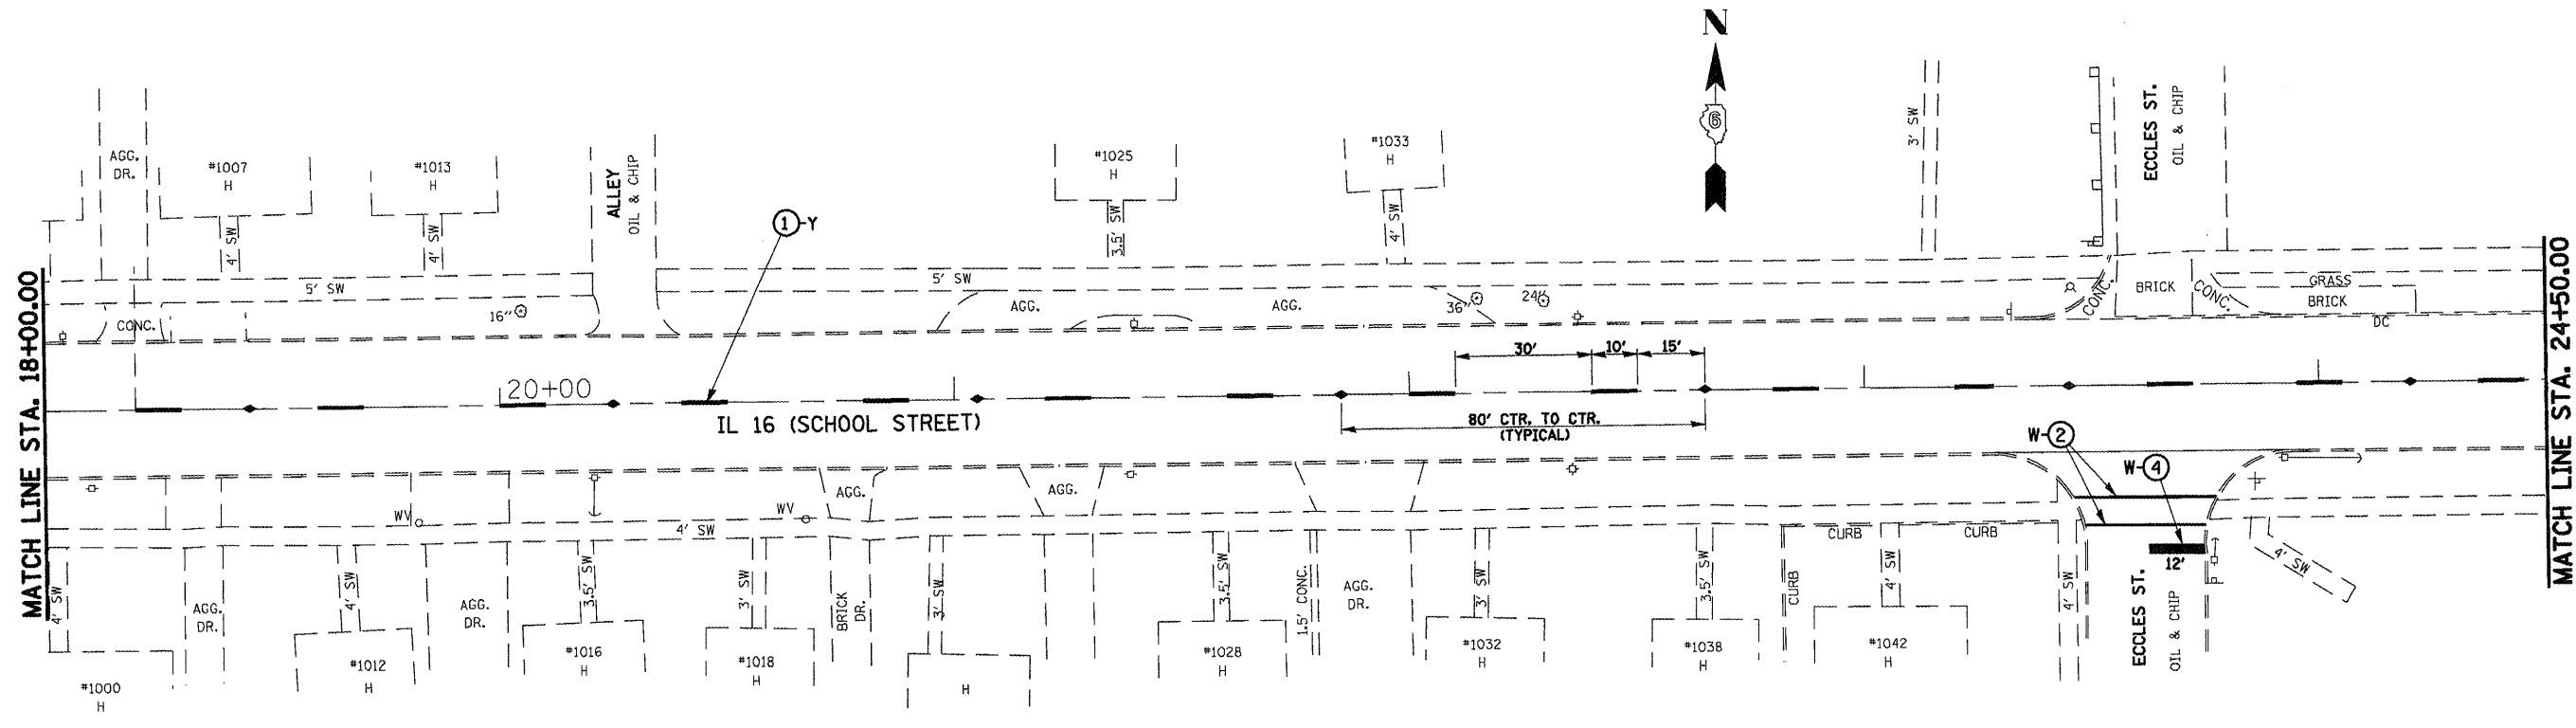 N
6
MATCH LINE STA. 18+00.00
AGG.
DR.
#1007
H
#1013
H
ALLEY
OIL & CHIP
1-Y
#1025
H
#1033
H
3' SW
ECCLES ST.
OIL & CHIP
MATCH LINE STA. 24+50.00
4' SW
4' SW
3.5' SW
4' SW
5' SW
5' SW
CONC.
16"
AGG.
AGG.
36"
24"
CONC.
BRICK
CONC.
GRASS
BRICK
DC
30'
10'
15'
20+00
IL 16 (SCHOOL STREET)
80' CTR. TO CTR.
(TYPICAL)
W-2
W-4
12'
WV
WV
AGG.
AGG.
4' SW
CURB
CURB
4' SW
AGG.
DR.
4' SW
AGG.
DR.
3.5' SW
3' SW
BRICK
DR.
3' SW
3.5' SW
1.5' CONC.
AGG.
DR.
3' SW
3.5' SW
CURB
4' SW
4' SW
ECCLES ST.
OIL & CHIP
4' SW
#1000
H
#1012
H
#1016
H
#1018
H
H
#1028
H
#1032
H
#1038
H
#1042
H